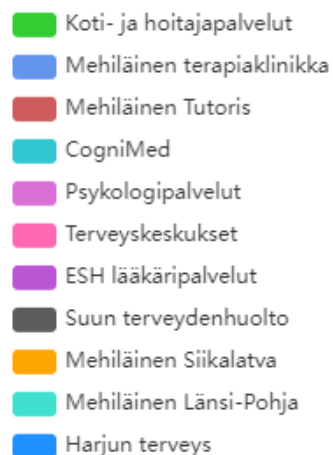 Koti- ja hoitajapalvelut
Mehiläinen terapiaklinikka
Mehiläinen Tutoris
CogniMed
Psykologipalvelut
Terveyskeskukset
ESH lääkäripalvelut
Suun terveydenhuolto
Mehiläinen Siikalatva
Mehiläinen Länsi-Pohja
Harjun terveys